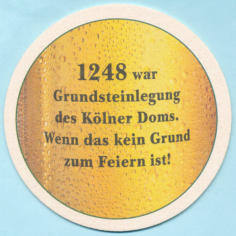 1248 war
Grundsteinlegung
des Kölner Doms.
Wenn das kein Grund
zum Feiern ist!